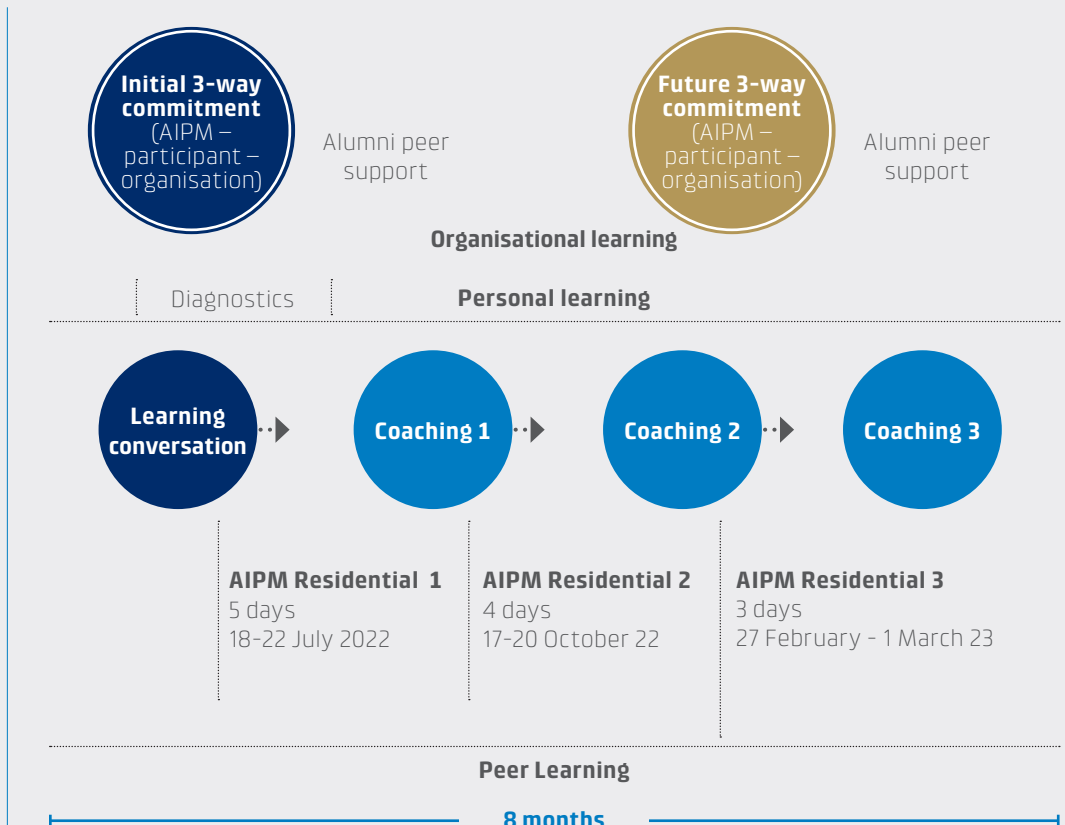 Initial 3-way
commitment
(AIPM –
participant –
organisation)
Alumni peer
support
Future 3-way
commitment
(AIPM –
participant –
organisation)
Alumni peer
support
Organisational learning
Diagnostics
Personal learning
Learning
conversation
Coaching 1
Coaching 2
Coaching 3
AIPM Residential 1
5 days
18-22 July 2022
AIPM Residential 2
4 days
17-20 October 22
AIPM Residential 3
3 days
27 February - 1 March 23
Peer Learning
8 months